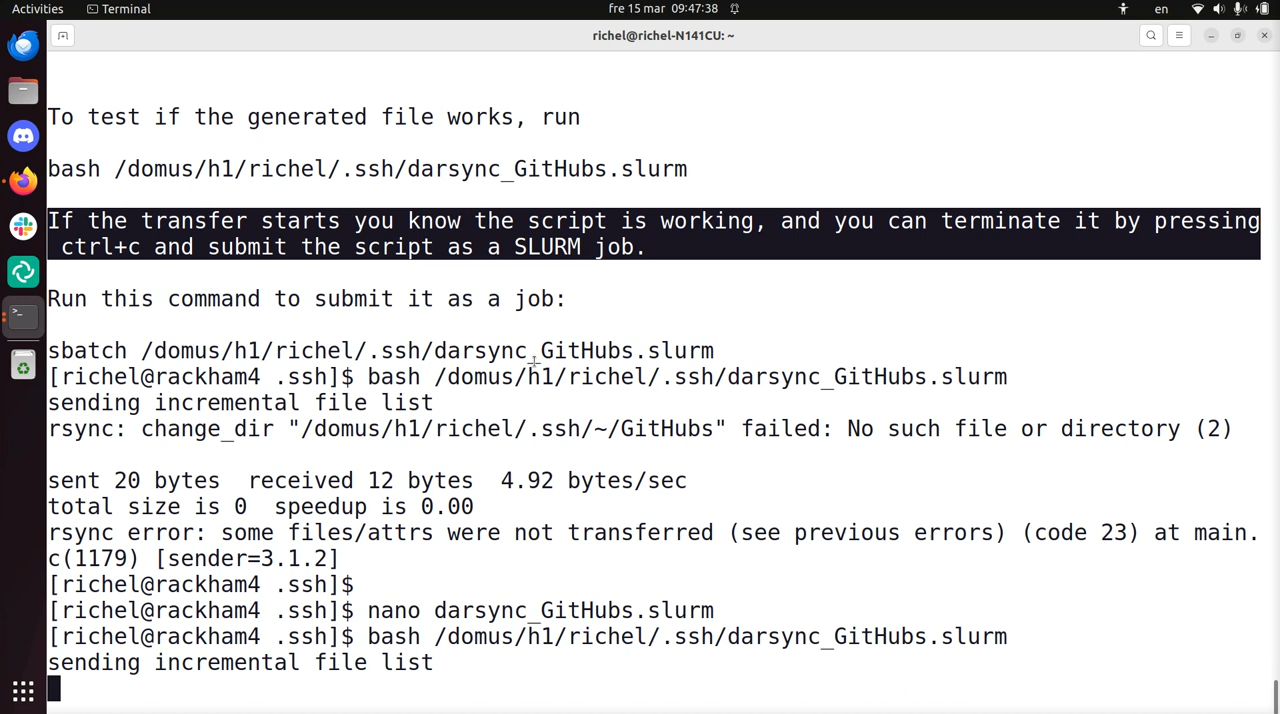 Activities
Terminal
fre 15 mar 09:47:38
en
richel@richel-N141CU: ~
To test if the generated file works, run
bash /domus/h1/richel/.ssh/darsync_GitHubs.slurm
If the transfer starts you know the script is working, and you can terminate it by pressing
ctrl+c and submit the script as a SLURM job.
Run this command to submit it as a job:
sbatch /domus/h1/richel/.ssh/darsync_GitHubs.slurm
[richel@rackham4 .ssh]$ bash /domus/h1/richel/.ssh/darsync_GitHubs.slurm
sending incremental file list
rsync: change_dir "/domus/h1/richel/.ssh/~/GitHubs" failed: No such file or directory (2)
sent 20 bytes  received 12 bytes  4.92 bytes/sec
total size is 0  speedup is 0.00
rsync error: some files/attrs were not transferred (see previous errors) (code 23) at main.
c(1179) [sender=3.1.2]
[richel@rackham4 .ssh]$
[richel@rackham4 .ssh]$ nano darsync_GitHubs.slurm
[richel@rackham4 .ssh]$ bash /domus/h1/richel/.ssh/darsync_GitHubs.slurm
sending incremental file list